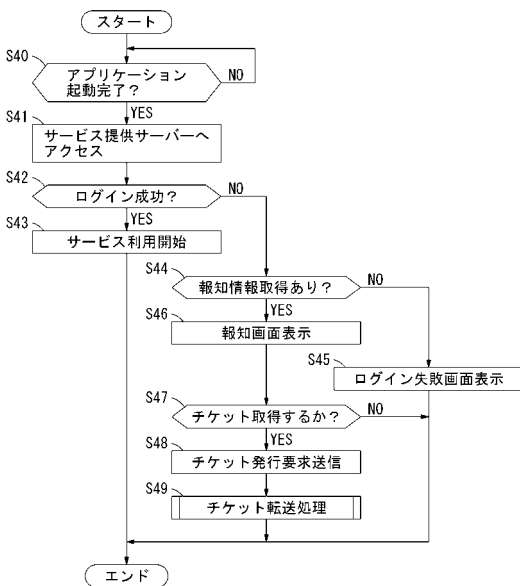 スタート
S40
アプリケーション
起動完了?
NO
YES
S41
サービス提供サーバーへ
アクセス
S42
ログイン成功?
NO
YES
S43
サービス利用開始
S44
報知情報取得あり?
NO
YES
S46
報知画面表示
S45
ログイン失敗画面表示
S47
チケット取得するか?
NO
YES
S48
チケット発行要求送信
S49
チケット転送処理
エンド